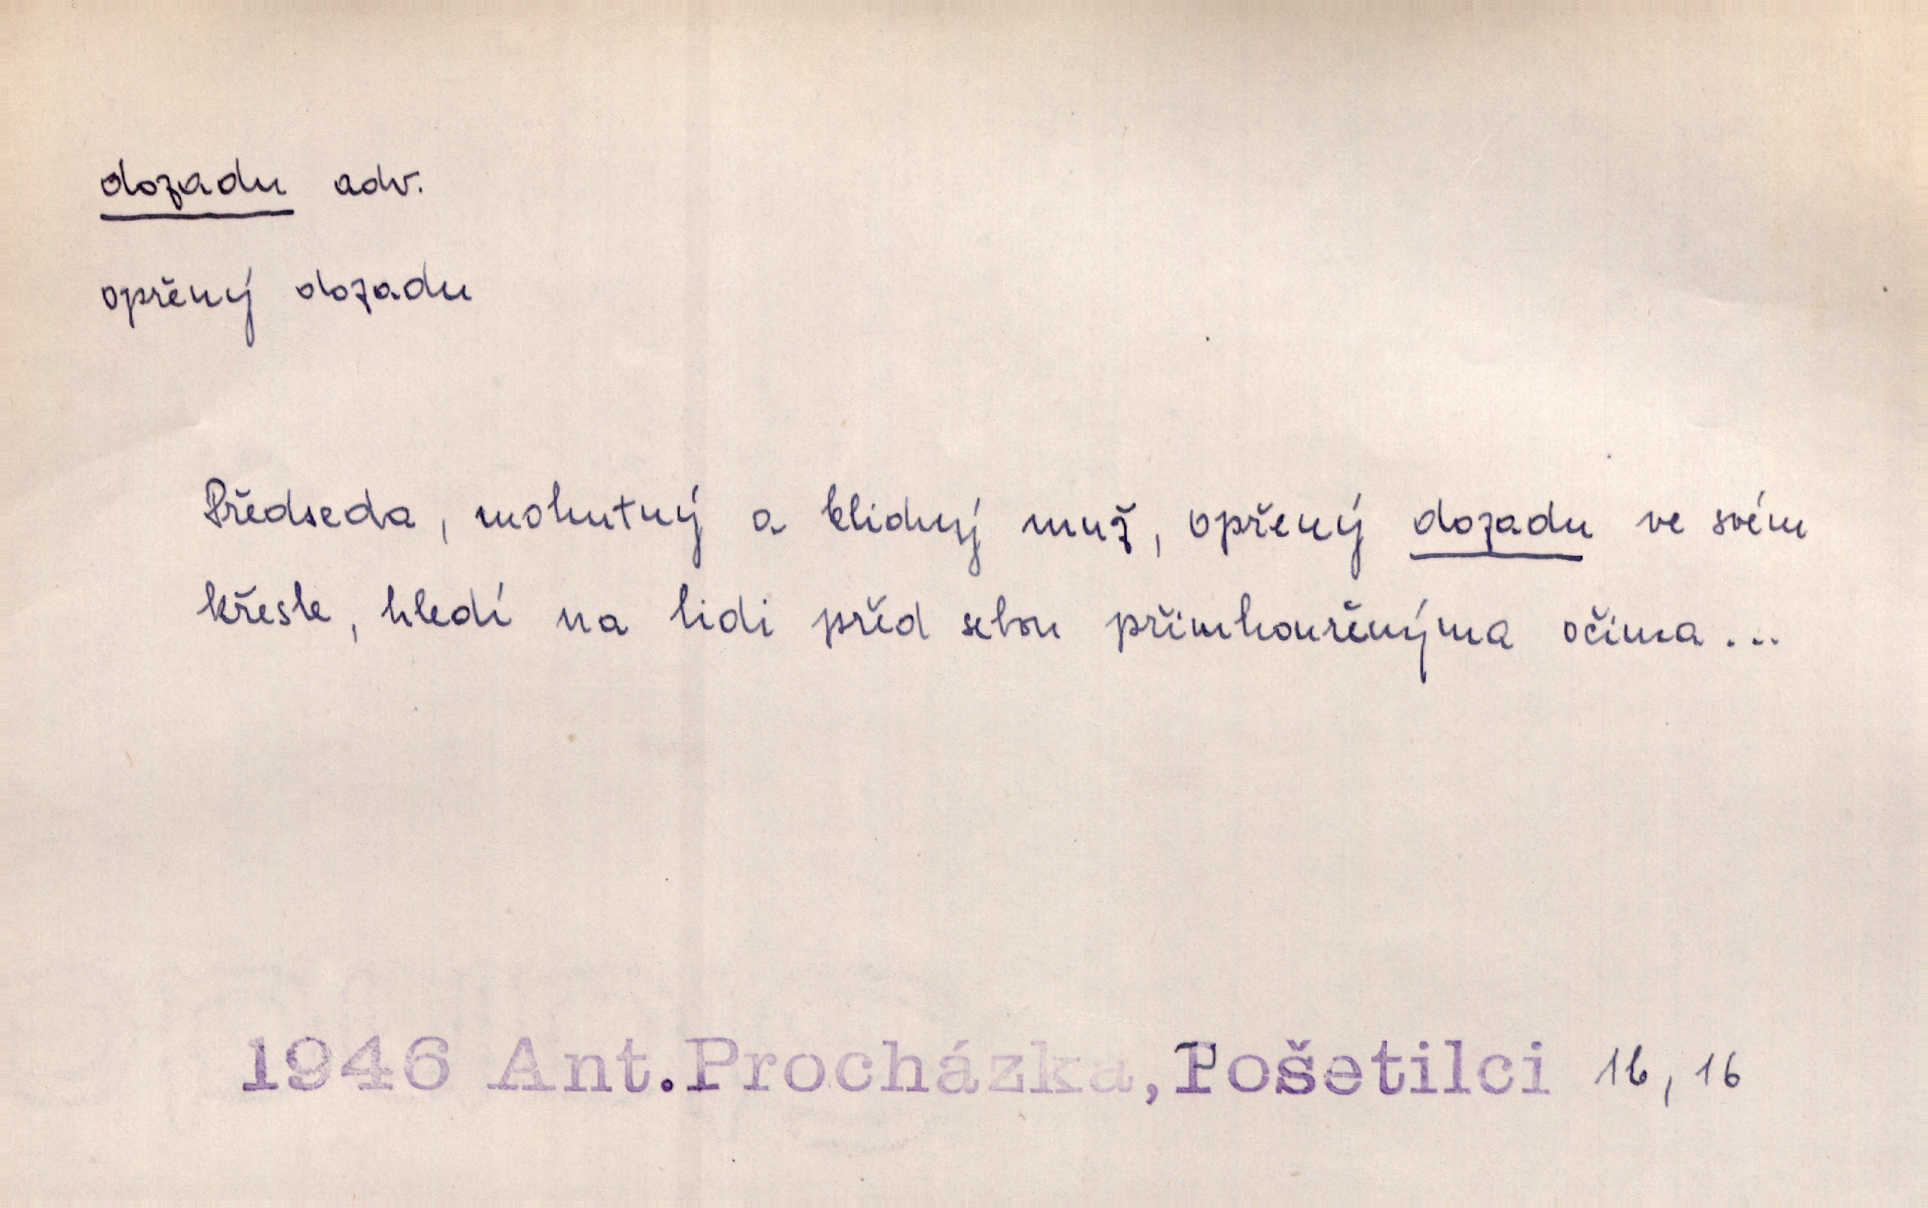 dozadu adv.
opřený dozadu
Předseda, mohutný a klidný muž, opřený dozadu ve svém
křesle, hledí na lidi před sebou přimhouřenýma očima...
1946 Ant.Procházka,Pošetilci 16, 16